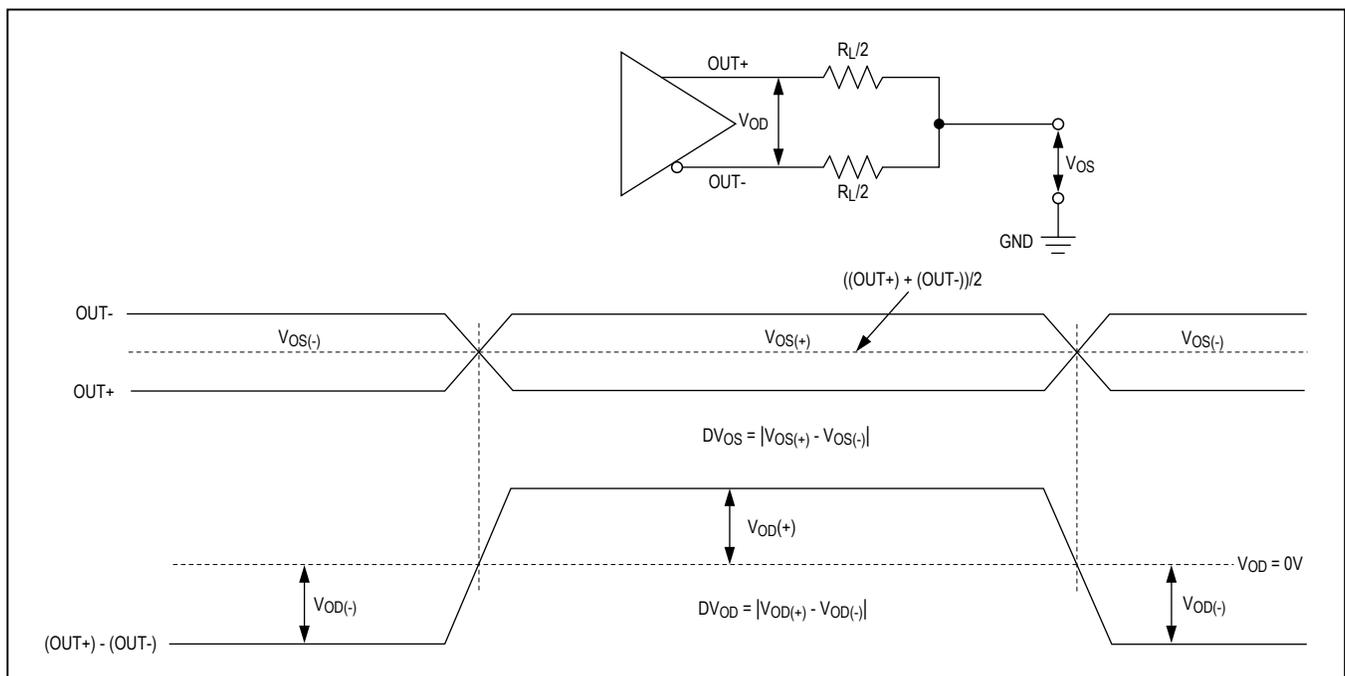 RL/2
OUT+
VOD
OUT-
RL/2
VOS
GND
((OUT+) + (OUT-))/2
OUT-
VOS(-)
VOS(+)
VOS(-)
OUT+
DVOS = |VOS(+) - VOS(-)|
VOD(+)
VOD = 0V
VOD(-)
DVOD = |VOD(+) - VOD(-)|
VOD(-)
(OUT+) - (OUT-)